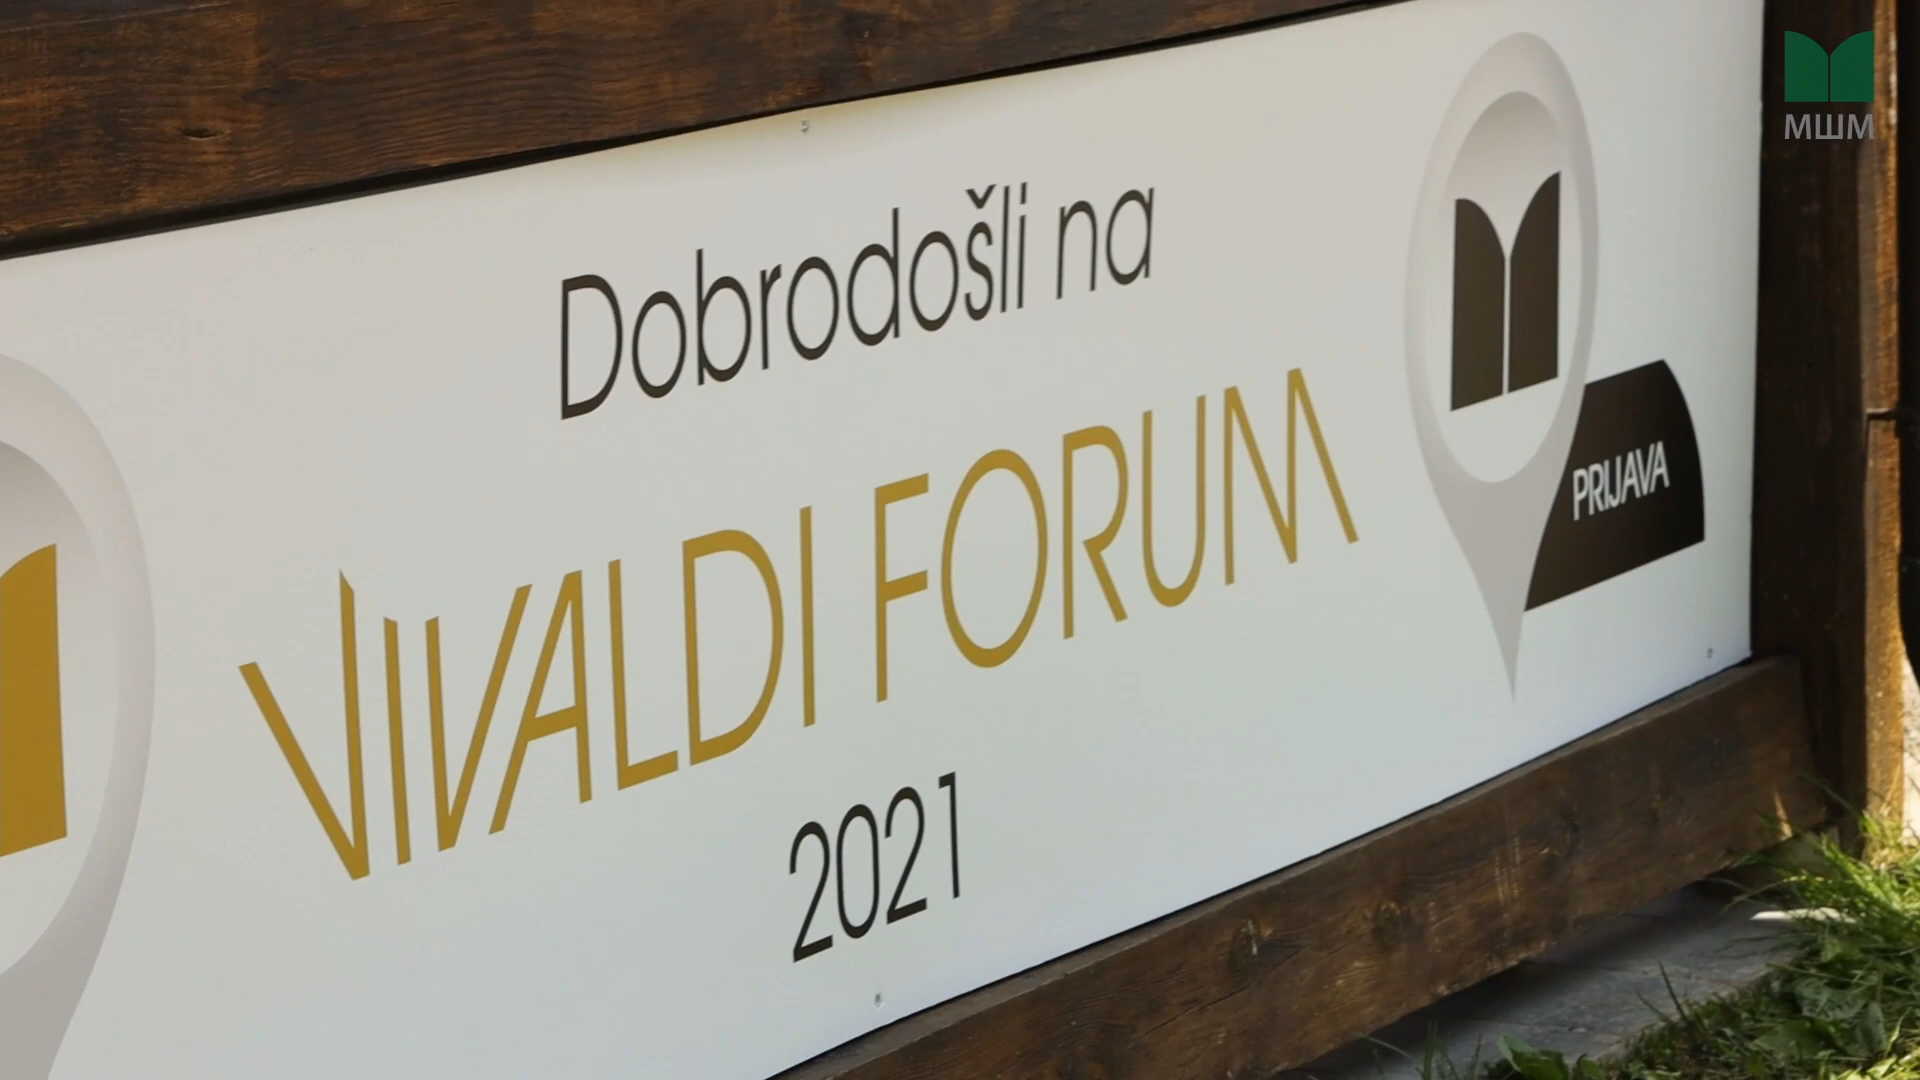 МШМ
Dobrodošli na
VIVALDI FORUM
PRIJAVA
2021